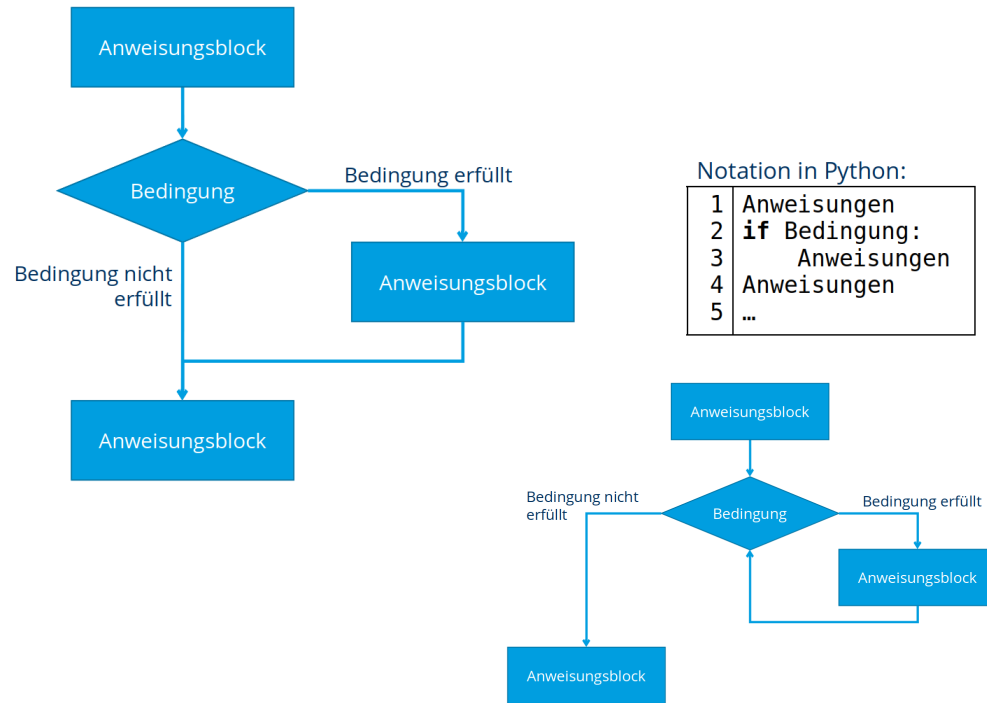 Anweisungsblock
Bedingung
Bedingung erfüllt
Bedingung nicht
erfüllt
Anweisungsblock
Anweisungsblock
Notation in Python:
1 Anweisungen
2 if Bedingung:
3     Anweisungen
4 Anweisungen
5 …
Anweisungsblock
Bedingung nicht
erfüllt
Bedingung
Bedingung erfüllt
Anweisungsblock
Anweisungsblock